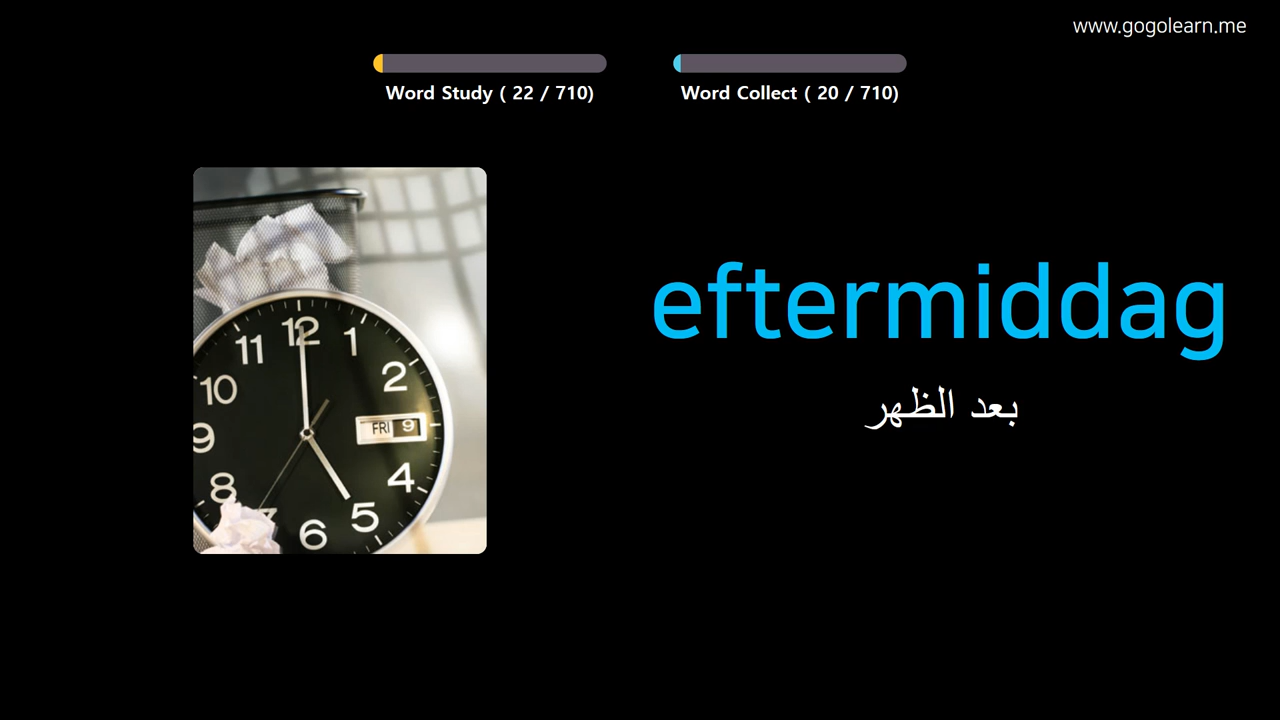 www.gogolearn.me
Word Study ( 22 / 710)
Word Collect ( 20 / 710)
eftermiddag
بعد الظهر
12
11
1
10
2
9
FRI 9
8
4
7
5
6